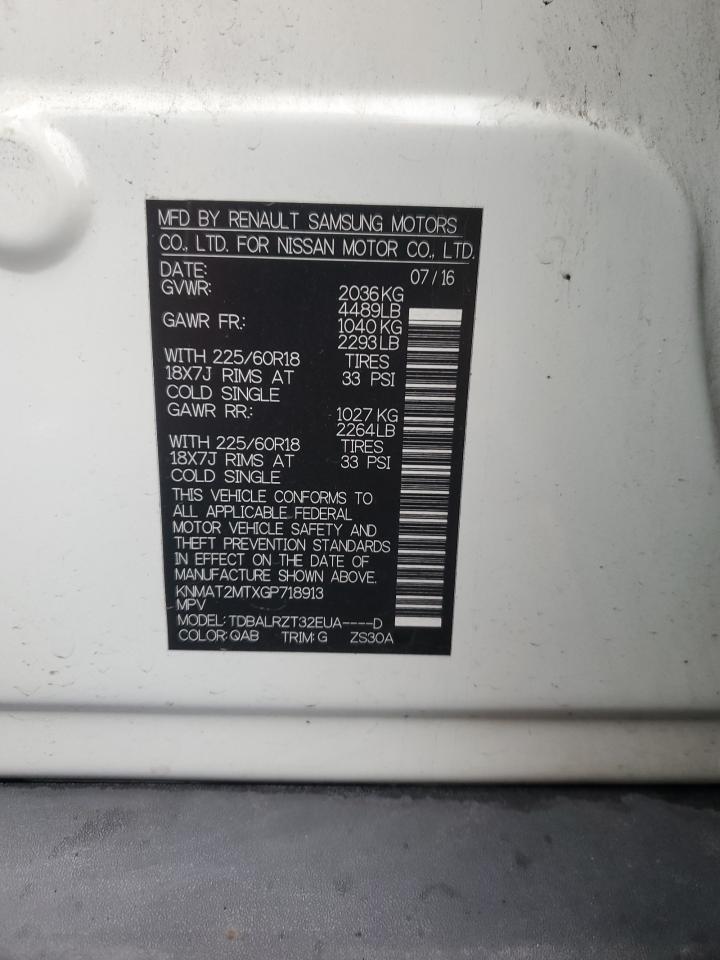 MFD BY RENAULT SAMSUNG MOTORS
CO., LTD. FOR NISSAN MOTOR CO., LTD.
DATE: 07/16
GVWR: 2036KG
4489LB
GAWR FR.: 1040KG
2293LB
WITH 225/60R18 TIRES
18X7J RIMS AT 33 PSI
COLD SINGLE
GAWR RR.: 1027KG
2264LB
WITH 225/60R18 TIRES
18X7J RIMS AT 33 PSI
COLD SINGLE
THIS VEHICLE CONFORMS TO
ALL APPLICABLE FEDERAL
MOTOR VEHICLE SAFETY AND
THEFT PREVENTION STANDARDS
IN EFFECT ON THE DATE OF
MANUFACTURE SHOWN ABOVE.
KNMAT2MTXGP718913
MPV
MODEL: TDBALRZT32EUA----D
COLOR: QAB TRIM: G ZS30A